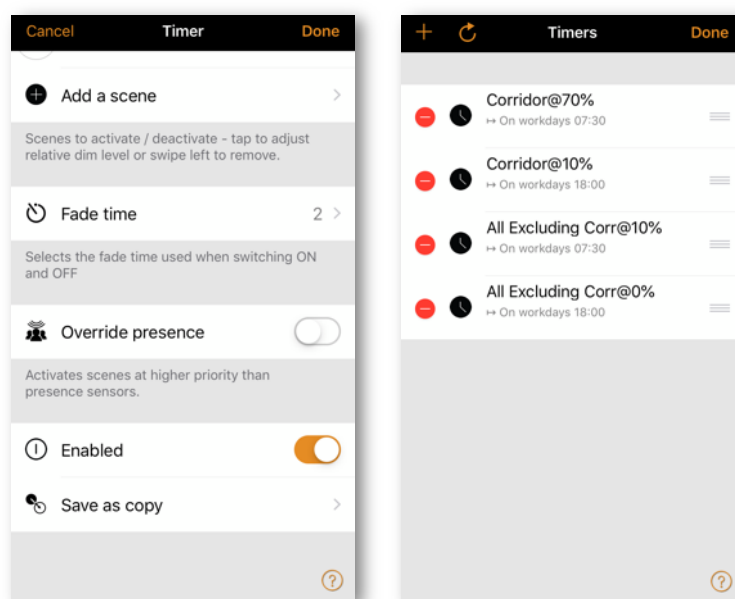 Cancel Timer Done
Add a scene
Scenes to activate / deactivate - tap to adjust
relative dim level or swipe left to remove.
Fade time 2
Selects the fade time used when switching ON
and OFF
Override presence
Activates scenes at higher priority than
presence sensors.
Enabled
Save as copy
?
+ Timers Done
Corridor@70%
↦ On workdays 07:30
Corridor@10%
↦ On workdays 18:00
All Excluding Corr@10%
↦ On workdays 07:30
All Excluding Corr@0%
↦ On workdays 18:00
?